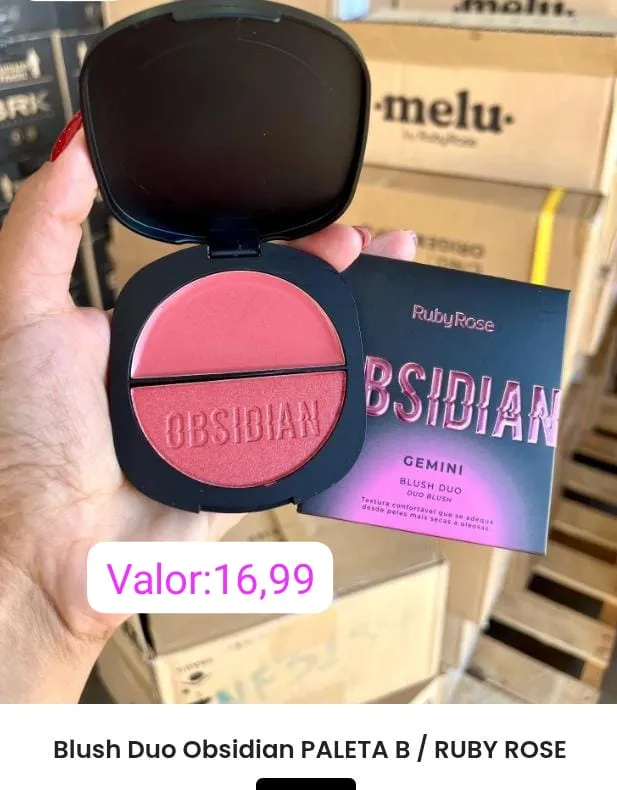 melu
BRK
·melu·
by RubyRose
RubyRose
OBSIDIAN
BSIDIAN
GEMINI
BLUSH DUO
DUO BLUSH
Textura confortável que se adequa
desde peles mais secas a oleosas.
Valor:16,99
Blush Duo Obsidian PALETA B / RUBY ROSE